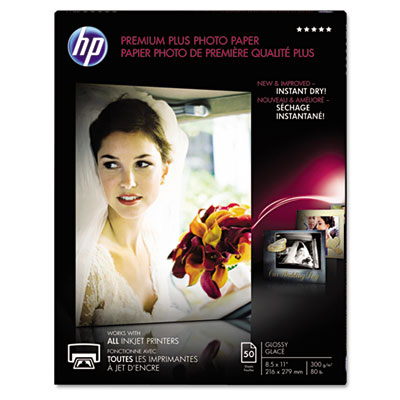 hp
PREMIUM PLUS PHOTO PAPER
PAPIER PHOTO DE PREMIÈRE QUALITÉ PLUS
NEW & IMPROVED –
INSTANT DRY!
NOUVEAU & AMÉLIORÉ –
SÉCHAGE
INSTANTANÉ!
WORKS WITH
ALL INKJET PRINTERS
FONCTIONNE AVEC
TOUTES LES IMPRIMANTES
À JET D'ENCRE
50
GLOSSY
GLACÉ
8.5 x 11"
216 x 279 mm
300 g/m²
80 lb